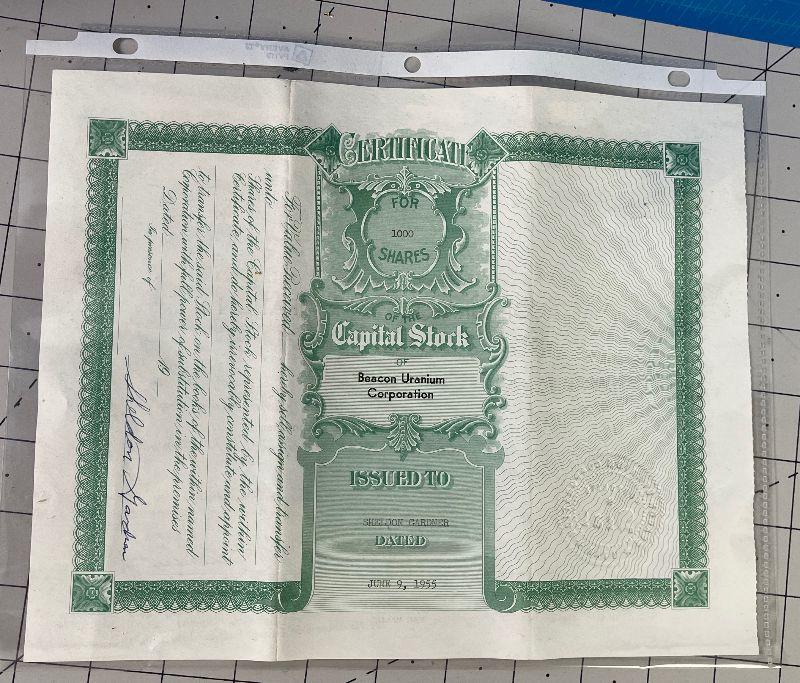 CERTIFICATE
FOR
1000
SHARES
OF THE
Capital Stock
OF
Beacon Uranium
Corporation
ISSUED TO
SHELDON GARDNER
DATED
JUNE 9, 1955
For Value Received hereby sell, assign and transfer
unto
Shares of the Capital Stock represented by the within
Certificate, and do hereby irrevocably constitute and appoint
to transfer the said Stock on the books of the within named
Corporation with full power of substitution in the premises
Dated 19
In presence of
Sheldon Gardner